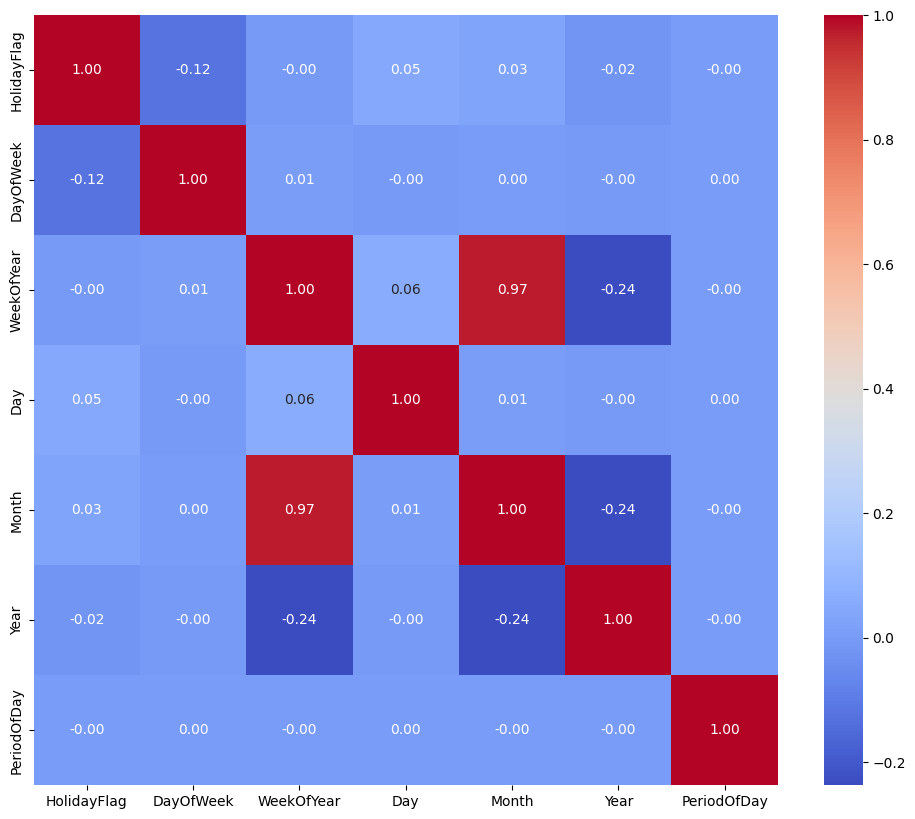 HolidayFlag 1.00 -0.12 -0.00 0.05 0.03 -0.02 -0.00
DayOfWeek -0.12 1.00 0.01 -0.00 0.00 -0.00 0.00
WeekOfYear -0.00 0.01 1.00 0.06 0.97 -0.24 -0.00
Day 0.05 -0.00 0.06 1.00 0.01 -0.00 0.00
Month 0.03 0.00 0.97 0.01 1.00 -0.24 -0.00
Year -0.02 -0.00 -0.24 -0.00 -0.24 1.00 -0.00
PeriodOfDay -0.00 0.00 -0.00 0.00 -0.00 -0.00 1.00
HolidayFlag DayOfWeek WeekOfYear Day Month Year PeriodOfDay
1.0
0.8
0.6
0.4
0.2
0.0
−0.2